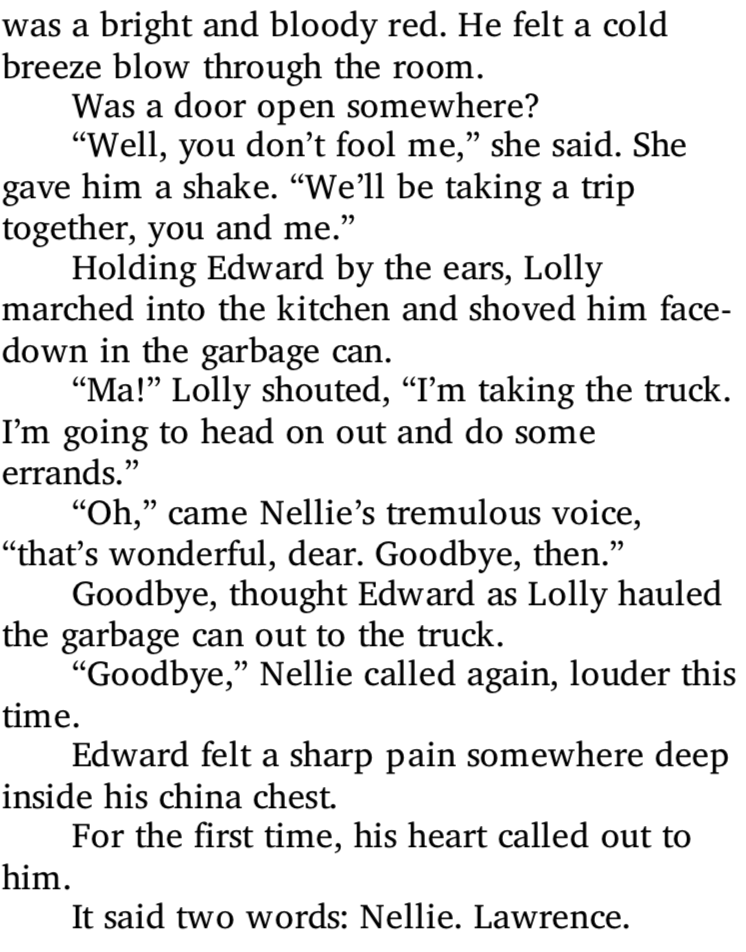 was a bright and bloody red. He felt a cold
breeze blow through the room.
Was a door open somewhere?
“Well, you don’t fool me,” she said. She
gave him a shake. “We’ll be taking a trip
together, you and me.”
Holding Edward by the ears, Lolly
marched into the kitchen and shoved him face-
down in the garbage can.
“Ma!” Lolly shouted, “I’m taking the truck.
I’m going to head on out and do some
errands.”
“Oh,” came Nellie’s tremulous voice,
“that’s wonderful, dear. Goodbye, then.”
Goodbye, thought Edward as Lolly hauled
the garbage can out to the truck.
“Goodbye,” Nellie called again, louder this
time.
Edward felt a sharp pain somewhere deep
inside his china chest.
For the first time, his heart called out to
him.
It said two words: Nellie. Lawrence.